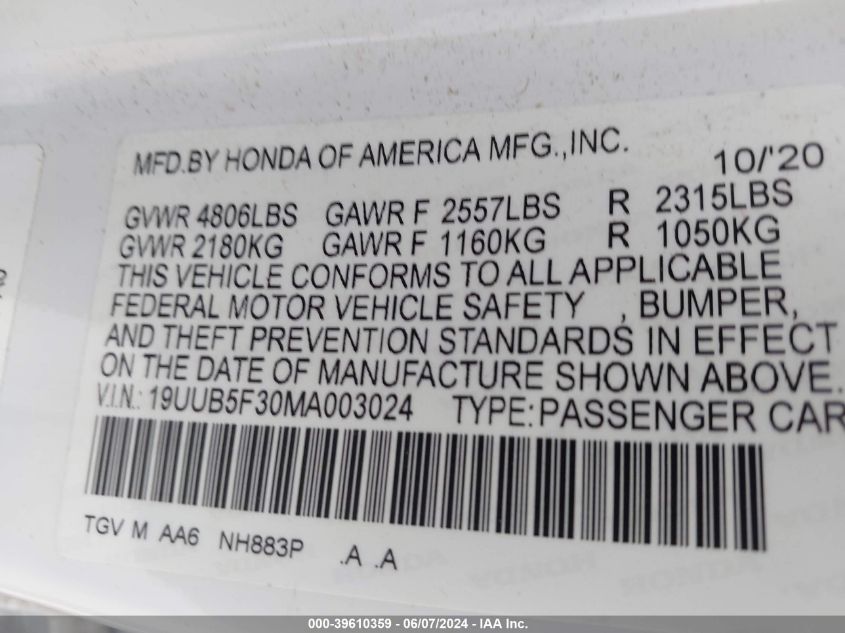 MFD.BY HONDA OF AMERICA MFG.,INC. 10/'20
GVWR 4806LBS GAWR F 2557LBS R 2315LBS
GVWR 2180KG GAWR F 1160KG R 1050KG
THIS VEHICLE CONFORMS TO ALL APPLICABLE
FEDERAL MOTOR VEHICLE SAFETY , BUMPER,
AND THEFT PREVENTION STANDARDS IN EFFECT
ON THE DATE OF MANUFACTURE SHOWN ABOVE.
V.I.N.: 19UUB5F30MA003024 TYPE:PASSENGER CAR
TGV M AA6 NH883P .A .A
HONDA HONDA
000-39610359 - 06/07/2024 - IAA Inc.